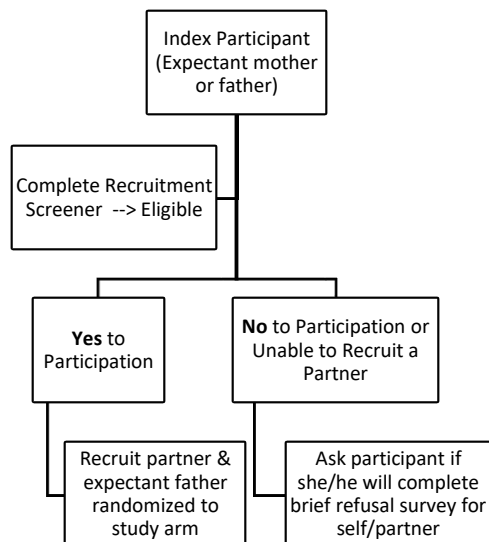 Index Participant
(Expectant mother
or father)
Complete Recruitment
Screener --> Eligible
Yes to
Participation
No to Participation or
Unable to Recruit a
Partner
Recruit partner &
expectant father
randomized to
study arm
Ask participant if
she/he will complete
brief refusal survey for
self/partner